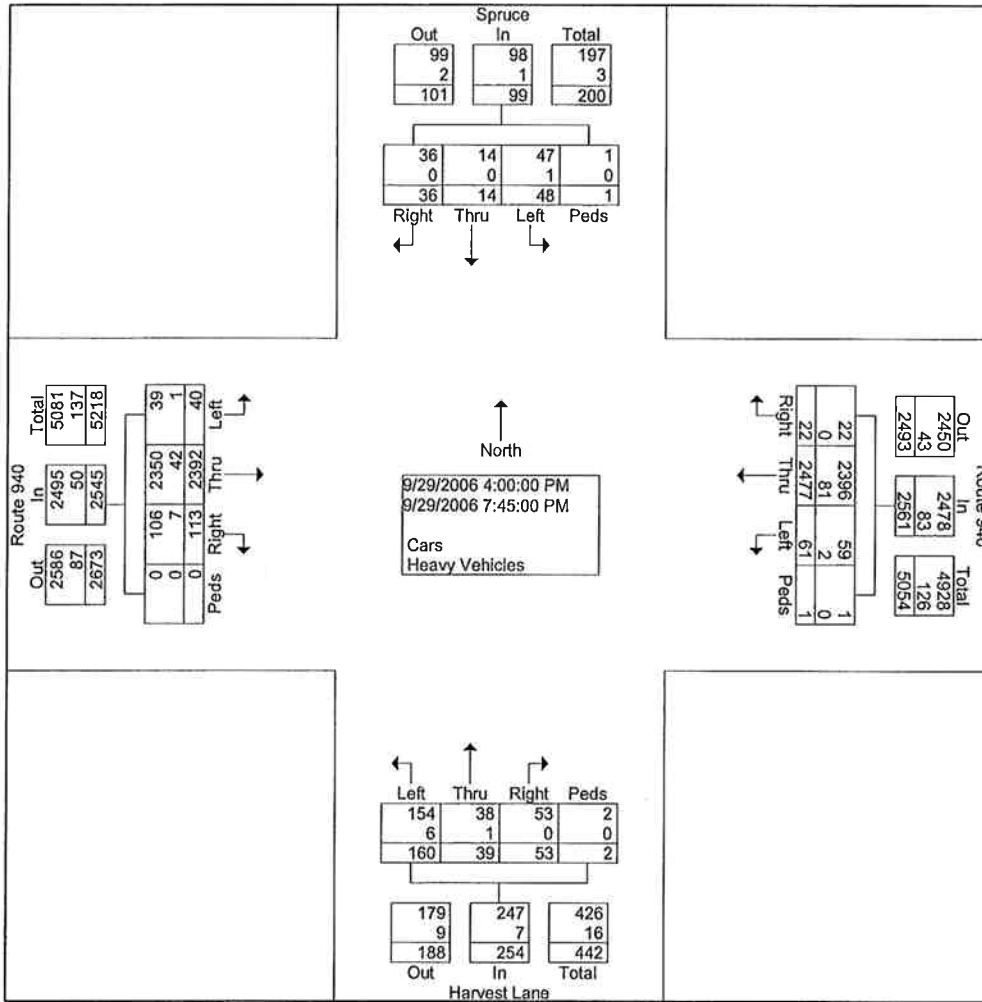 Spruce
Out In Total
99 98 197
2 1 3
101 99 200
36 14 47 1
0 0 1 0
36 14 48 1
Right Thru Left Peds
Route 940
Total In Out
5081 2495 2586
137 50 87
5218 2545 2673
39 2350 106 0
1 42 7 0
40 2392 113 0
Left Thru Right Peds
North
9/29/2006 4:00:00 PM
9/29/2006 7:45:00 PM
Cars
Heavy Vehicles
Right Thru Left Peds
22 2477 61 1
0 81 2 0
22 2396 59 1
Out In Total
2450 2478 4928
43 83 126
2493 2561 5054
Route 940
Left Thru Right Peds
154 38 53 2
6 1 0 0
160 39 53 2
179 247 426
9 7 16
188 254 442
Out In Total
Harvest Lane